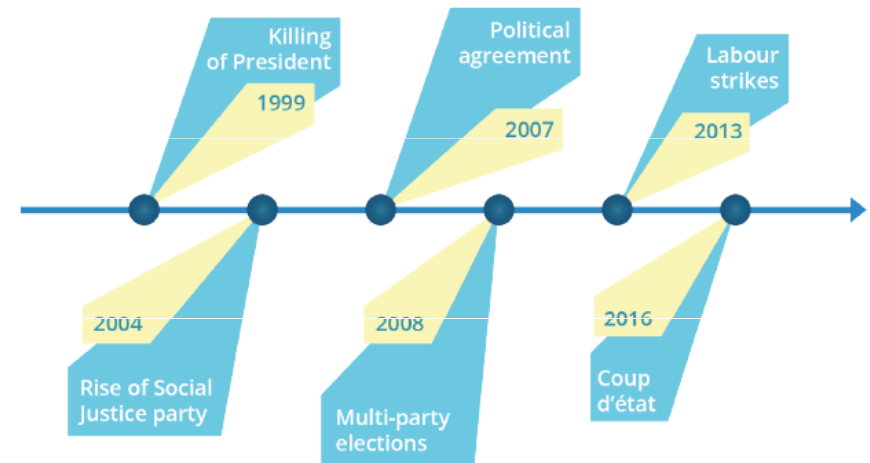 Killing
of President
1999
2004
Rise of Social
Justice party
Political
agreement
2007
2008
Multi-party
elections
Labour
strikes
2013
2016
Coup
d’état